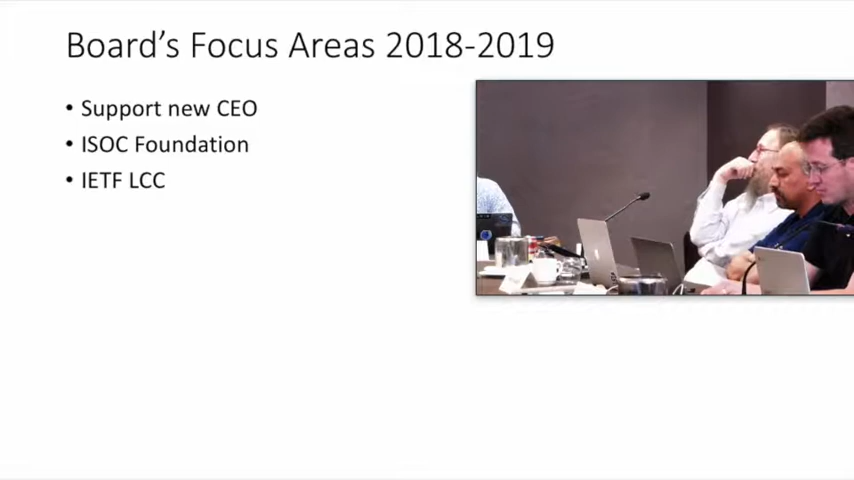 Board's Focus Areas 2018-2019
• Support new CEO
• ISOC Foundation
• IETF LCC